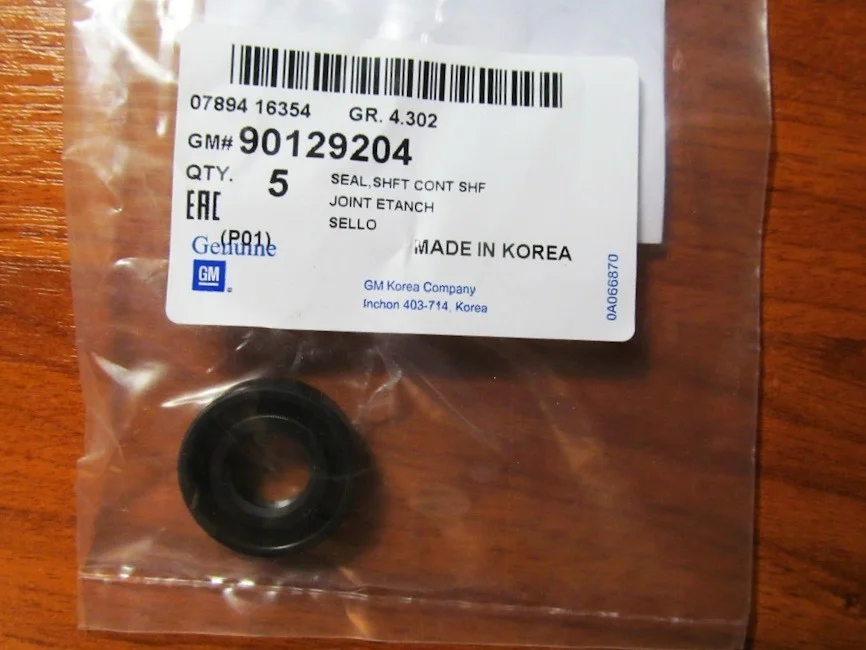 07894 16354 GR. 4.302
GM# 90129204
QTY. 5 SEAL,SHFT CONT SHF
JOINT ETANCH
EAC SELLO
(P01)
Genuine MADE IN KOREA
GM
GM Korea Company
Inchon 403-714, Korea
0A066870